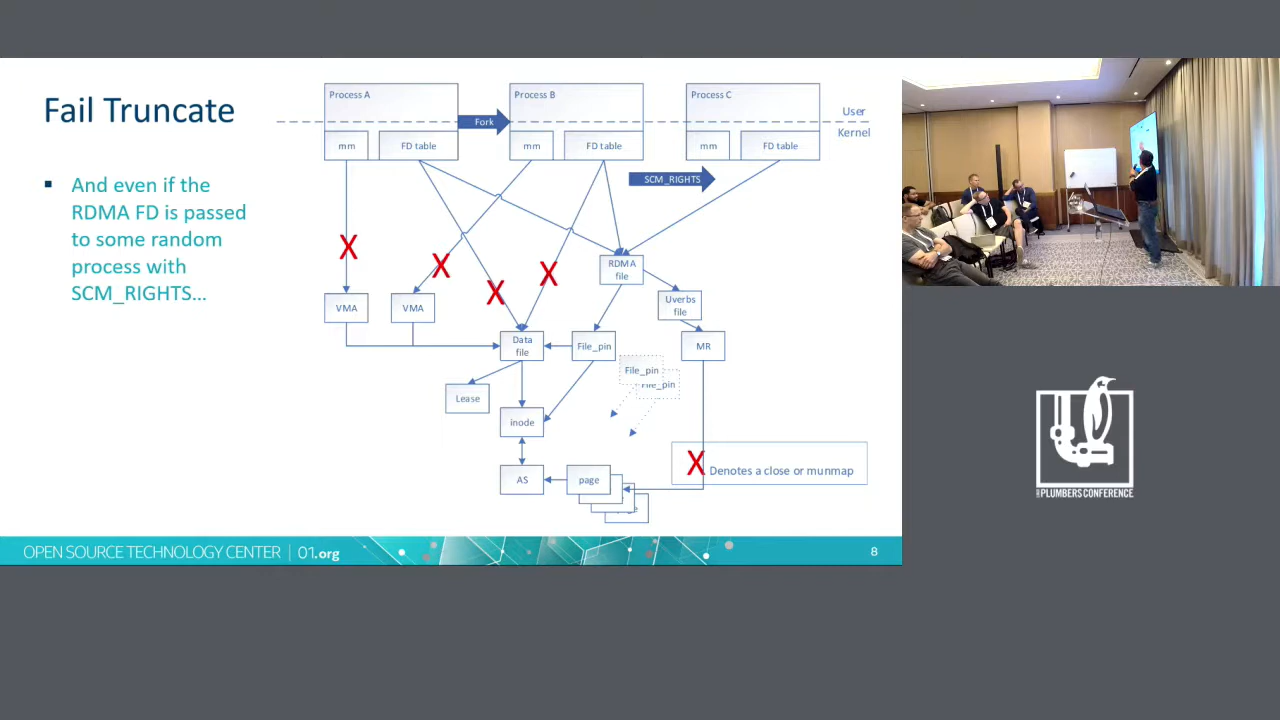 Fail Truncate
▪ And even if the
RDMA FD is passed
to some random
process with
SCM_RIGHTS...
Process A
Process B
Process C
Fork
User
Kernel
mm
FD table
mm
FD table
mm
FD table
SCM_RIGHTS
X
X
X
X
RDMA
file
VMA
VMA
Uverbs
file
Data
file
File_pin
MR
File_pin
File_pin
Lease
inode
AS
page
X Denotes a close or munmap
OPEN SOURCE TECHNOLOGY CENTER | 01.org
8
PLUMBERS CONFERENCE